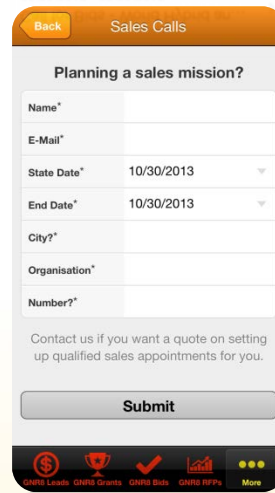 Back
Sales Calls
Planning a sales mission?
Name*
E-Mail*
State Date*
10/30/2013
End Date*
10/30/2013
City?*
Organisation*
Number?*
Contact us if you want a quote on setting
up qualified sales appointments for you.
Submit
GNR8 Leads
GNR8 Grants
GNR8 Bids
GNR8 RFPs
More